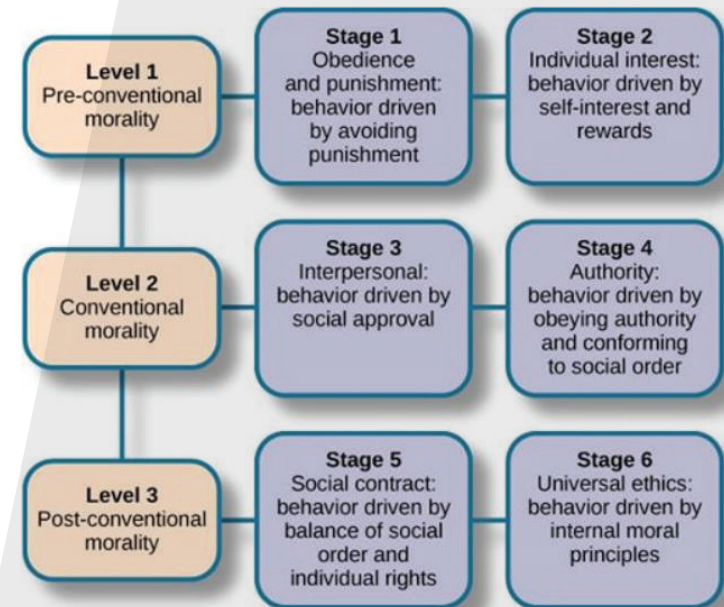 Level 1
Pre-conventional
morality
Stage 1
Obedience
and punishment:
behavior driven
by avoiding
punishment
Stage 2
Individual interest:
behavior driven by
self-interest and
rewards
Level 2
Conventional
morality
Stage 3
Interpersonal:
behavior driven by
social approval
Stage 4
Authority:
behavior driven by
obeying authority
and conforming
to social order
Level 3
Post-conventional
morality
Stage 5
Social contract:
behavior driven by
balance of social
order and
individual rights
Stage 6
Universal ethics:
behavior driven by
internal moral
principles